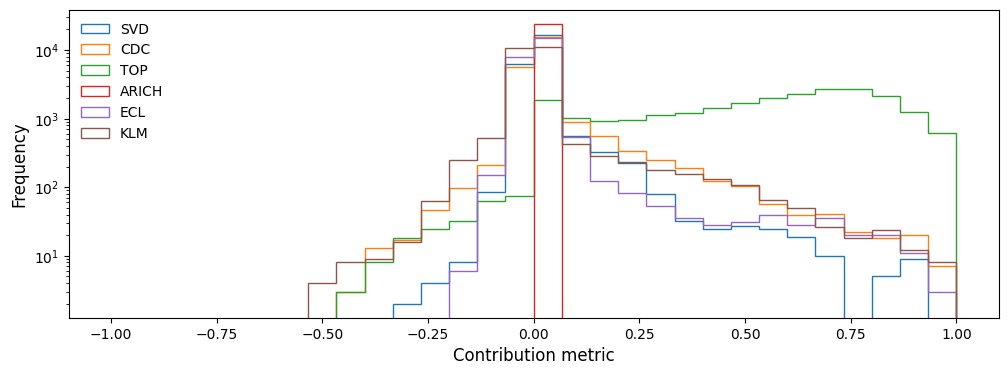 SVD
CDC
TOP
ARICH
ECL
KLM
Frequency
10⁴
10³
10²
10¹
−1.00 −0.75 −0.50 −0.25 0.00 0.25 0.50 0.75 1.00
Contribution metric